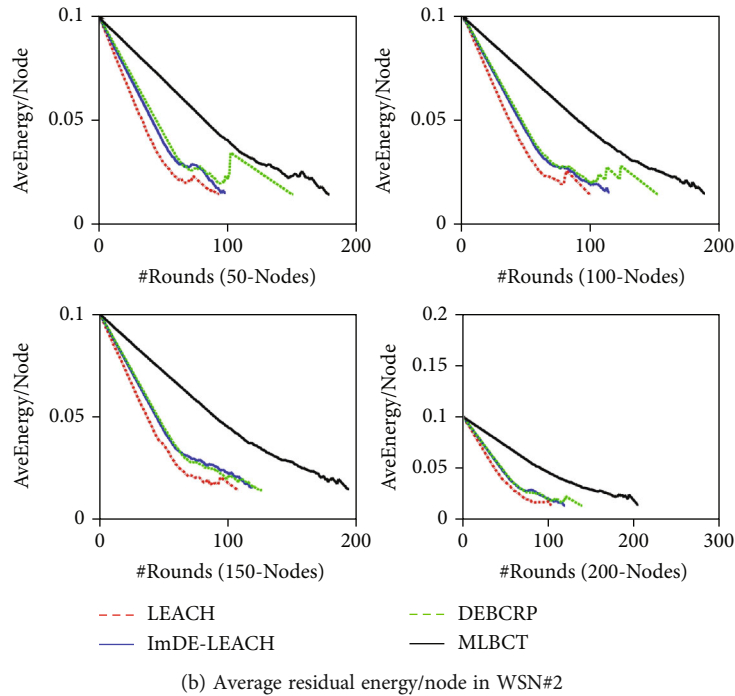 0.1
0.05
0
AveEnergy/Node
0 100 200
#Rounds (50-Nodes)
0.1
0.05
0
AveEnergy/Node
0 100 200
#Rounds (100-Nodes)
0.1
0.05
0
AveEnergy/Node
0 100 200
#Rounds (150-Nodes)
0.2
0.15
0.1
0.05
0
AveEnergy/Node
0 100 200 300
#Rounds (200-Nodes)
LEACH
ImDE-LEACH
DEBCRP
MLBCT
(b) Average residual energy/node in WSN#2